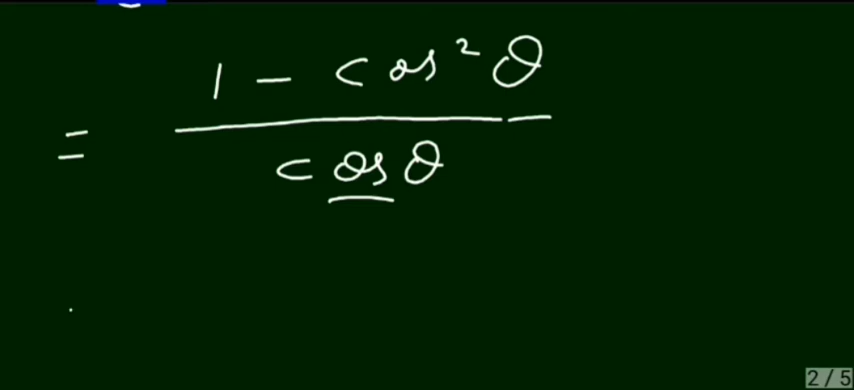 = (1 - cos²θ) / (cosθ)
2/5